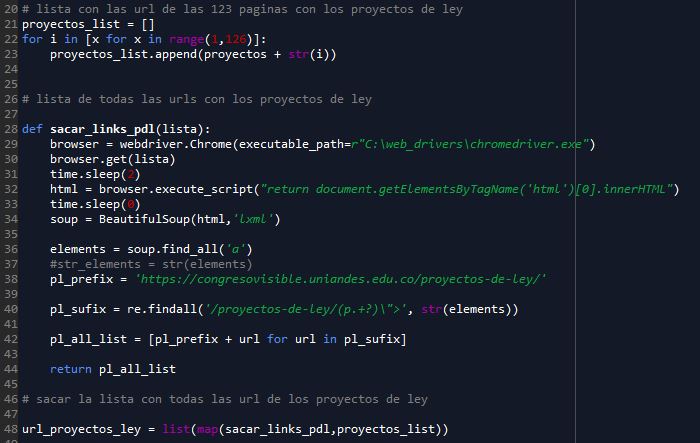 20 # lista con las url de las 123 paginas con los proyectos de ley
21 proyectos_list = []
22 for i in [x for x in range(1,126)]:
23     proyectos_list.append(proyectos + str(i))
24
25
26 # lista de todas las urls con los proyectos de ley
27
28 def sacar_links_pdl(lista):
29     browser = webdriver.Chrome(executable_path=r"C:\web_drivers\chromedriver.exe")
30     browser.get(lista)
31     time.sleep(2)
32     html = browser.execute_script("return document.getElementsByTagName('html')[0].innerHTML")
33     time.sleep(0)
34     soup = BeautifulSoup(html,'lxml')
35
36     elements = soup.find_all('a')
37     #str_elements = str(elements)
38     pl_prefix = 'https://congresovisible.uniandes.edu.co/proyectos-de-ley/'
39
40     pl_sufix = re.findall('/proyectos-de-ley/(p.+?)\">', str(elements))
41
42     pl_all_list = [pl_prefix + url for url in pl_sufix]
43
44     return pl_all_list
45
46 # sacar la lista con todas las url de los proyectos de ley
47
48 url_proyectos_ley = list(map(sacar_links_pdl,proyectos_list))